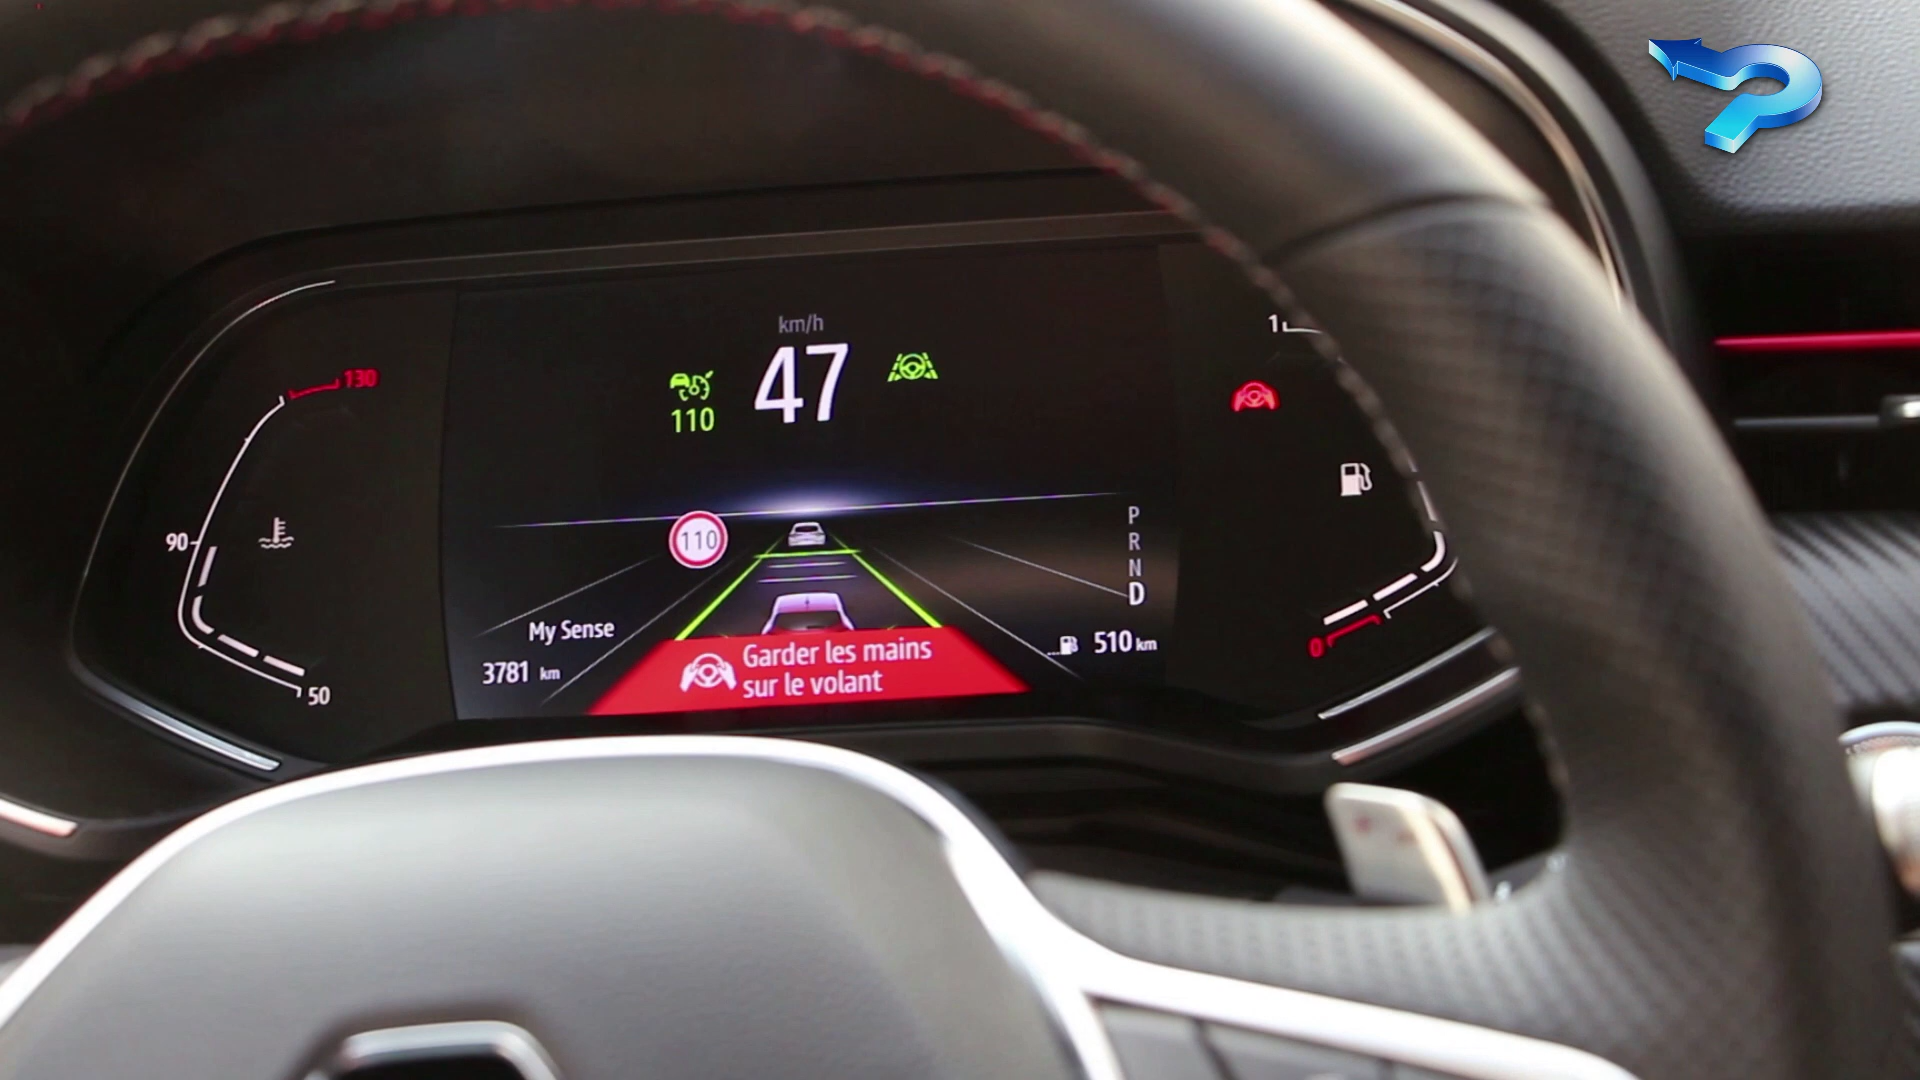 km/h
47
110
130
90
50
1
0
110
P
R
N
D
My Sense
3781 km
510 km
Garder les mains
sur le volant